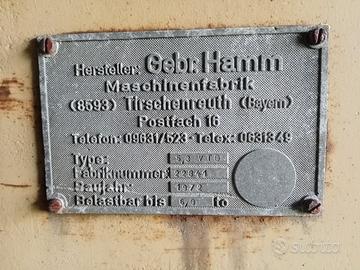 Hersteller: Gebr. Hamm
Maschinenfabrik
(8593) Tirschenreuth (Bayern)
Postfach 16
Telefon: 09631/523 - Telex: 0631349
Type:
Fabriknummer
Baujahr 1972
Belastbar bis to
subito